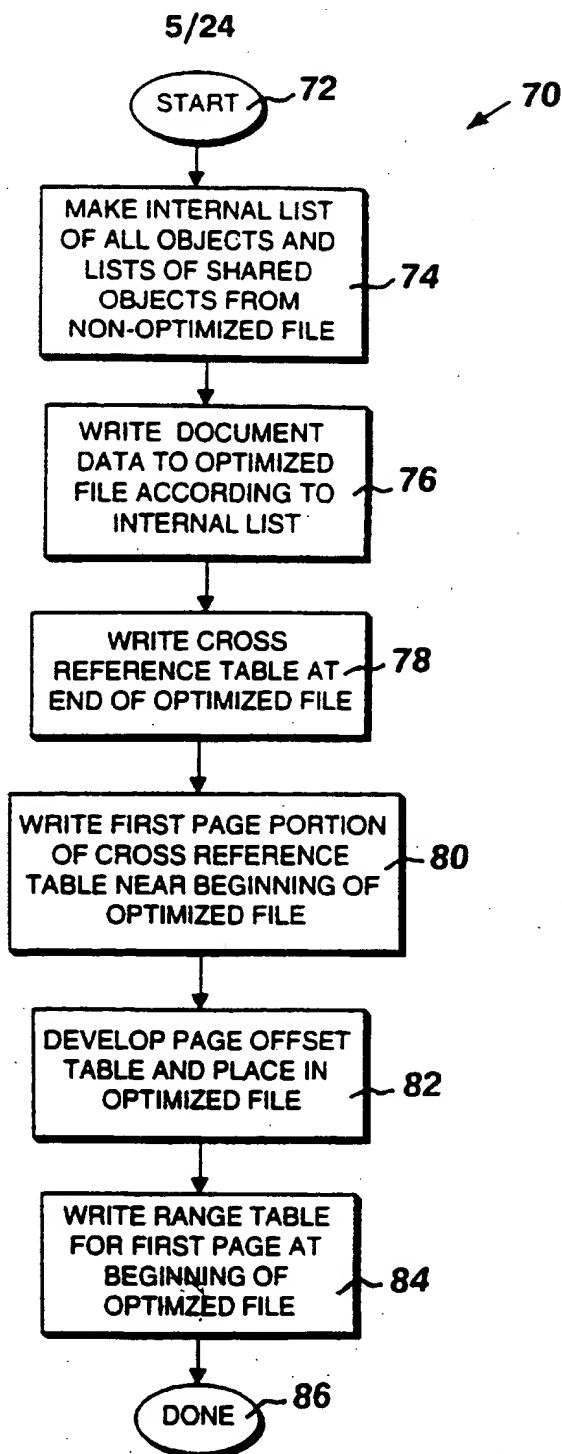 5/24
START
72
70
MAKE INTERNAL LIST
OF ALL OBJECTS AND
LISTS OF SHARED
OBJECTS FROM
NON-OPTIMIZED FILE
74
WRITE DOCUMENT
DATA TO OPTIMIZED
FILE ACCORDING TO
INTERNAL LIST
76
WRITE CROSS
REFERENCE TABLE AT
END OF OPTIMIZED FILE
78
WRITE FIRST PAGE PORTION
OF CROSS REFERENCE
TABLE NEAR BEGINNING OF
OPTIMIZED FILE
80
DEVELOP PAGE OFFSET
TABLE AND PLACE IN
OPTIMIZED FILE
82
WRITE RANGE TABLE
FOR FIRST PAGE AT
BEGINNING OF
OPTIMZED FILE
84
DONE
86